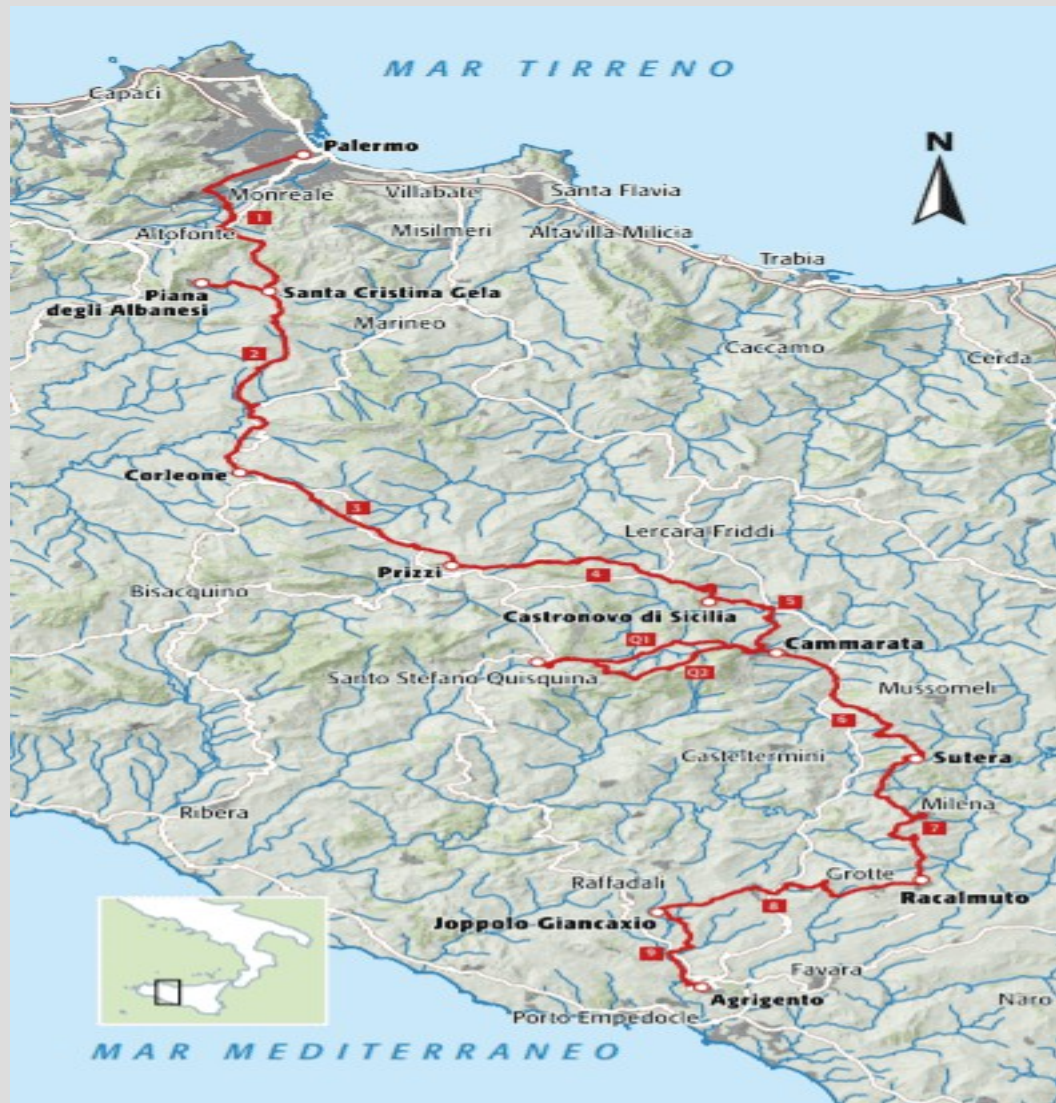 MAR TIRRENO
Capaci
Palermo
N
Monreale
Villabate
Santa Flavia
1
Altofonte
Misilmeri
Altavilla Milicia
Trabia
Piana
degli Albanesi
Santa Cristina Gela
Marineo
2
Caccamo
Cerda
Corleone
3
Lercara Friddi
Prizzi
4
Bisacquino
5
Castronovo di Sicilia
Q1
Cammarata
Santo Stefano Quisquina
Q2
Mussomeli
6
Casteltermini
Sutera
Ribera
Milena
7
Raffadali
Grotte
Racalmuto
8
Joppolo Giancaxio
9
Favara
Agrigento
Naro
Porto Empedocle
MAR MEDITERRANEO